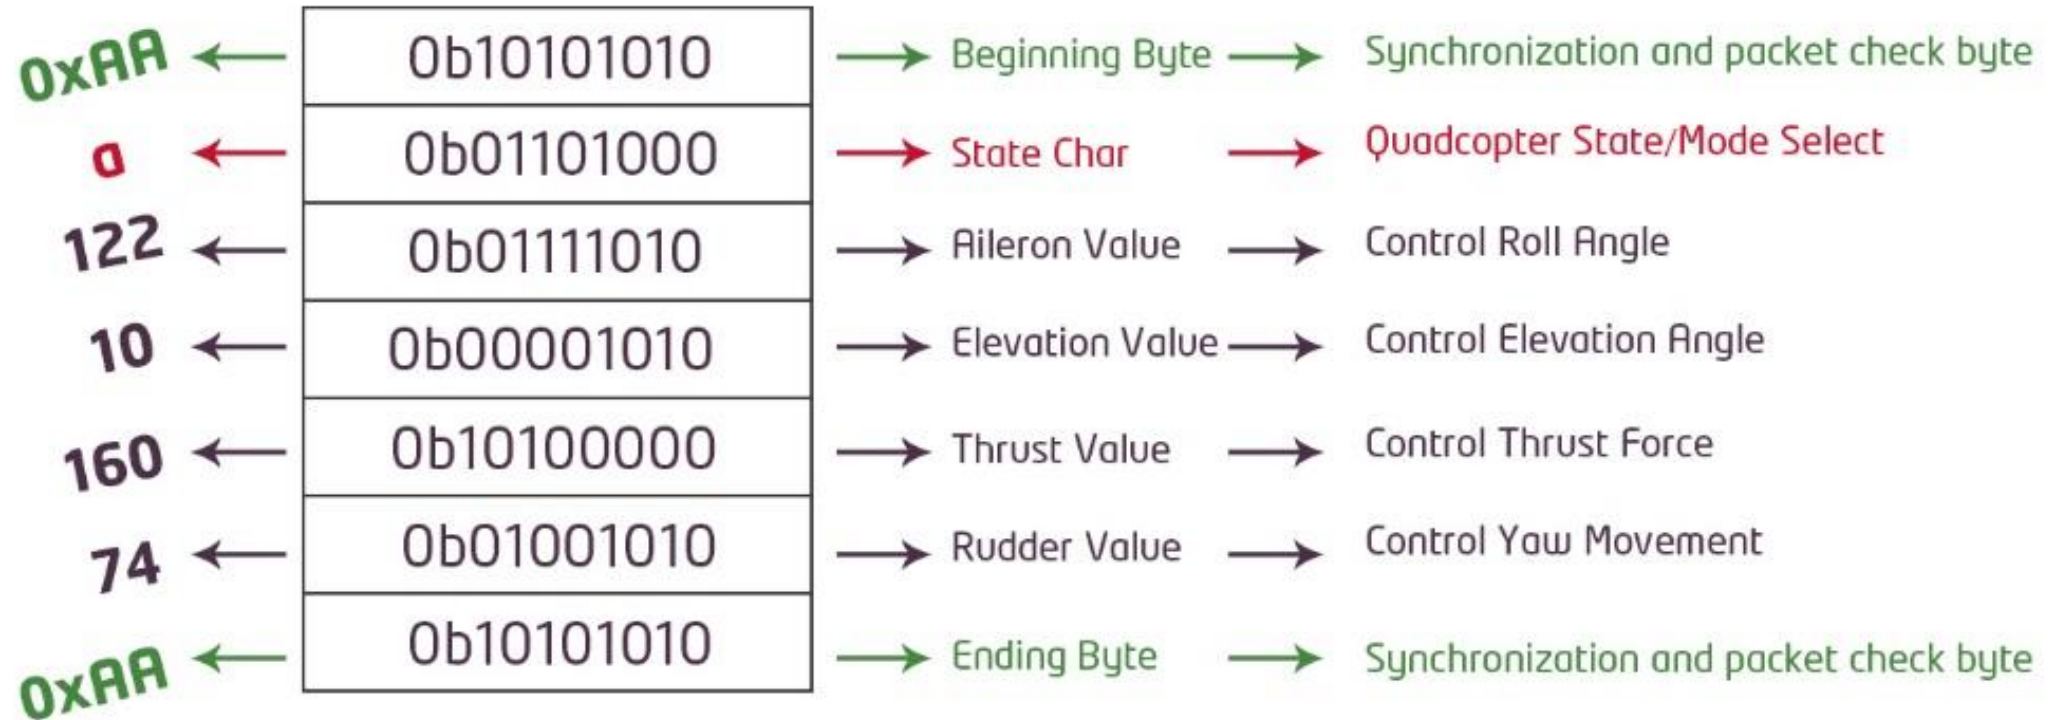 0xAA 0b10101010 Beginning Byte Synchronization and packet check byte
a 0b01101000 State Char Quadcopter State/Mode Select
122 0b01111010 Aileron Value Control Roll Angle
10 0b00001010 Elevation Value Control Elevation Angle
160 0b10100000 Thrust Value Control Thrust Force
74 0b01001010 Rudder Value Control Yaw Movement
0xAA 0b10101010 Ending Byte Synchronization and packet check byte